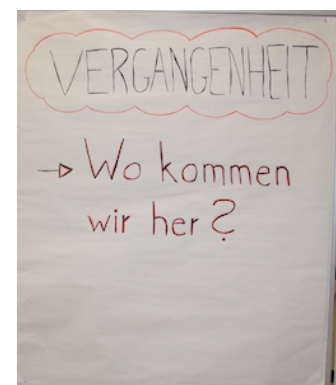 VERGANGENHEIT
→ Wo kommen
wir her?